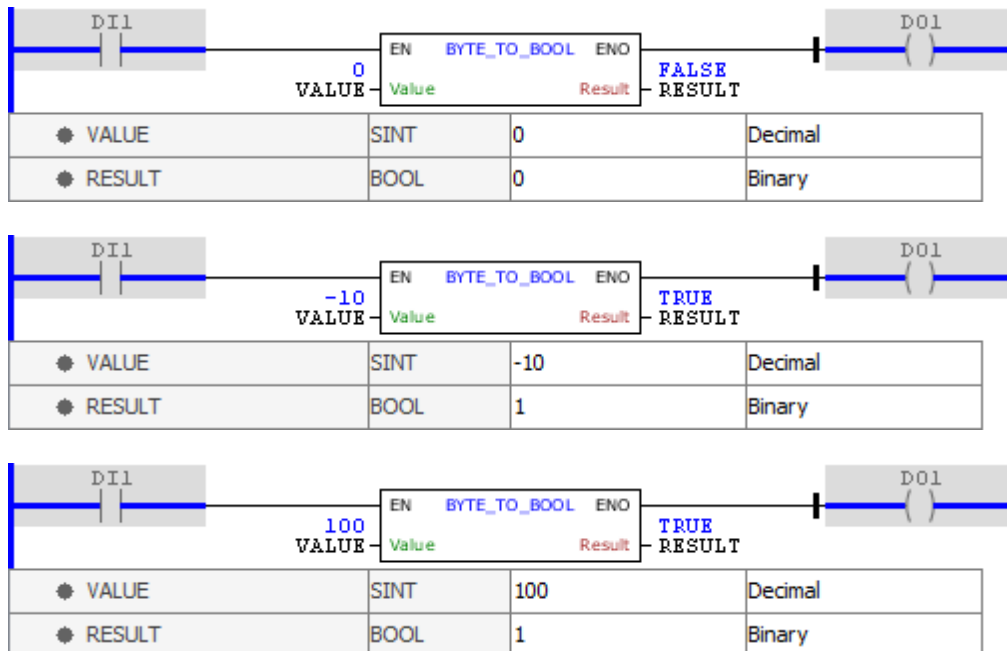 DI1 DO1
EN BYTE_TO_BOOL ENO
0 FALSE
VALUE Value Result RESULT
VALUE SINT 0 Decimal
RESULT BOOL 0 Binary
DI1 DO1
EN BYTE_TO_BOOL ENO
-10 TRUE
VALUE Value Result RESULT
VALUE SINT -10 Decimal
RESULT BOOL 1 Binary
DI1 DO1
EN BYTE_TO_BOOL ENO
100 TRUE
VALUE Value Result RESULT
VALUE SINT 100 Decimal
RESULT BOOL 1 Binary